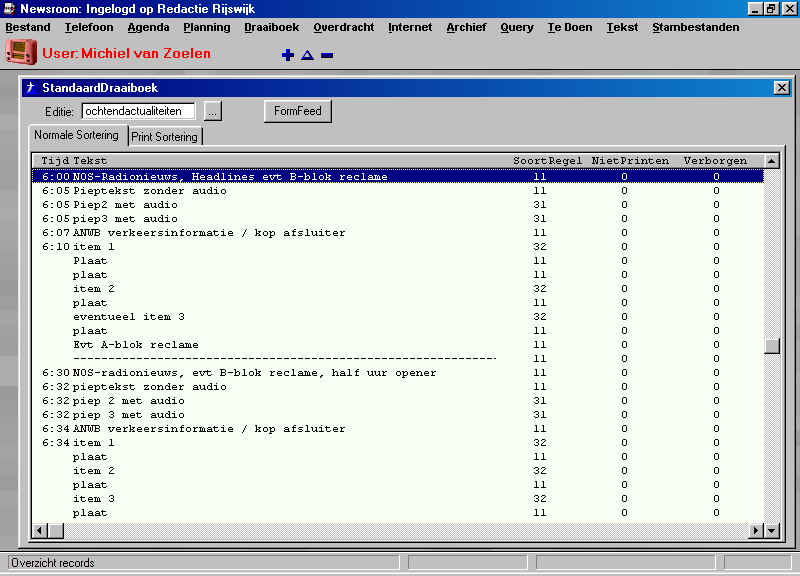 Newsroom: Ingelogd op Redactie Rijswijk
Bestand Telefoon Agenda Planning Draaiboek Overdracht Internet Archief Query Te Doen Tekst Stambestanden
User: Michiel van Zoelen
StandaardDraaiboek
Editie: ochtendactualiteiten ... FormFeed
Normale Sortering Print Sortering
Tijd Tekst SoortRegel NietPrinten Verborgen
6:00 NOS-Radionieuws, Headlines evt B-blok reclame 11 0 0
6:05 Pieptekst zonder audio 11 0 0
6:05 Piep2 met audio 31 0 0
6:05 piep3 met audio 31 0 0
6:07 ANWB verkeersinformatie / kop afsluiter 11 0 0
6:10 item 1 32 0 0
Plaat 11 0 0
plaat 11 0 0
item 2 32 0 0
plaat 11 0 0
eventueel item 3 32 0 0
plaat 11 0 0
Evt A-blok reclame 11 0 0
-------------------------------------------------------------- 11 0 0
6:30 NOS-radionieuws, evt B-blok reclame, half uur opener 11 0 0
6:32 pieptekst zonder audio 11 0 0
6:32 piep 2 met audio 31 0 0
6:32 piep 3 met audio 31 0 0
6:34 ANWB verkeersinformatie / kop afsluiter 11 0 0
6:34 item 1 32 0 0
plaat 11 0 0
item 2 32 0 0
plaat 11 0 0
item 3 32 0 0
plaat 11 0 0
Overzicht records